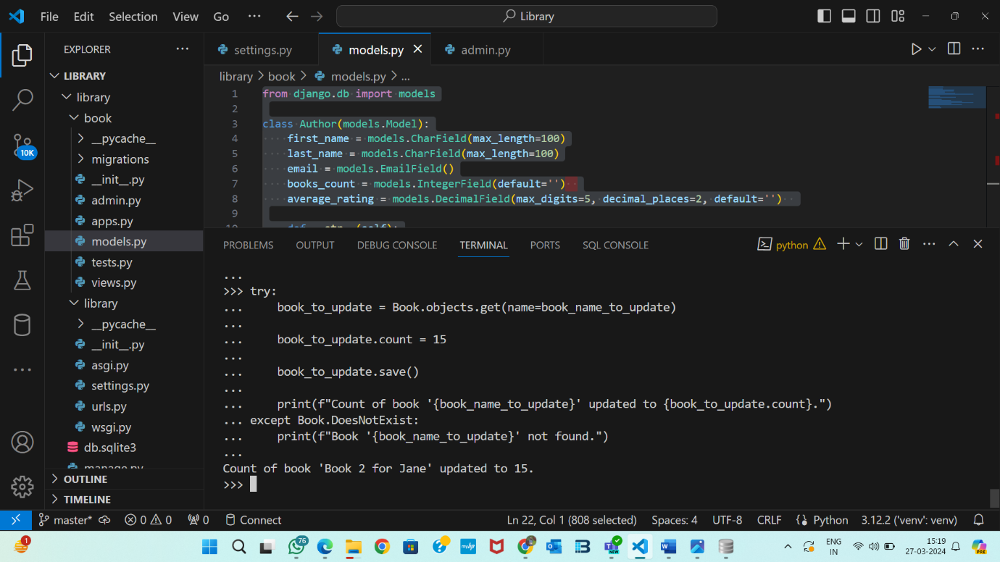 File Edit Selection View Go ... Library
EXPLORER ...
settings.py models.py admin.py
LIBRARY
library
book
__pycache__
migrations
__init__.py
admin.py
apps.py
models.py
tests.py
views.py
library
__pycache__
__init__.py
asgi.py
settings.py
urls.py
wsgi.py
db.sqlite3
manage.py
OUTLINE
TIMELINE
10K
library > book > models.py > ...
1 from django.db import models
2
3 class Author(models.Model):
4 first_name = models.CharField(max_length=100)
5 last_name = models.CharField(max_length=100)
6 email = models.EmailField()
7 books_count = models.IntegerField(default='')
8 average_rating = models.DecimalField(max_digits=5, decimal_places=2, default='')
9
10 def __str__(self):
PROBLEMS OUTPUT DEBUG CONSOLE TERMINAL PORTS SQL CONSOLE python
...
>>> try:
... book_to_update = Book.objects.get(name=book_name_to_update)
...
... book_to_update.count = 15
...
... book_to_update.save()
...
... print(f"Count of book '{book_name_to_update}' updated to {book_to_update.count}.")
... except Book.DoesNotExist:
... print(f"Book '{book_name_to_update}' not found.")
...
Count of book 'Book 2 for Jane' updated to 15.
>>>
master* 0 0 0 Connect Ln 22, Col 1 (808 selected) Spaces: 4 UTF-8 CRLF Python 3.12.2 ('venv': venv)
1 76 NEW ENG IN 15:19 27-03-2024 PRE